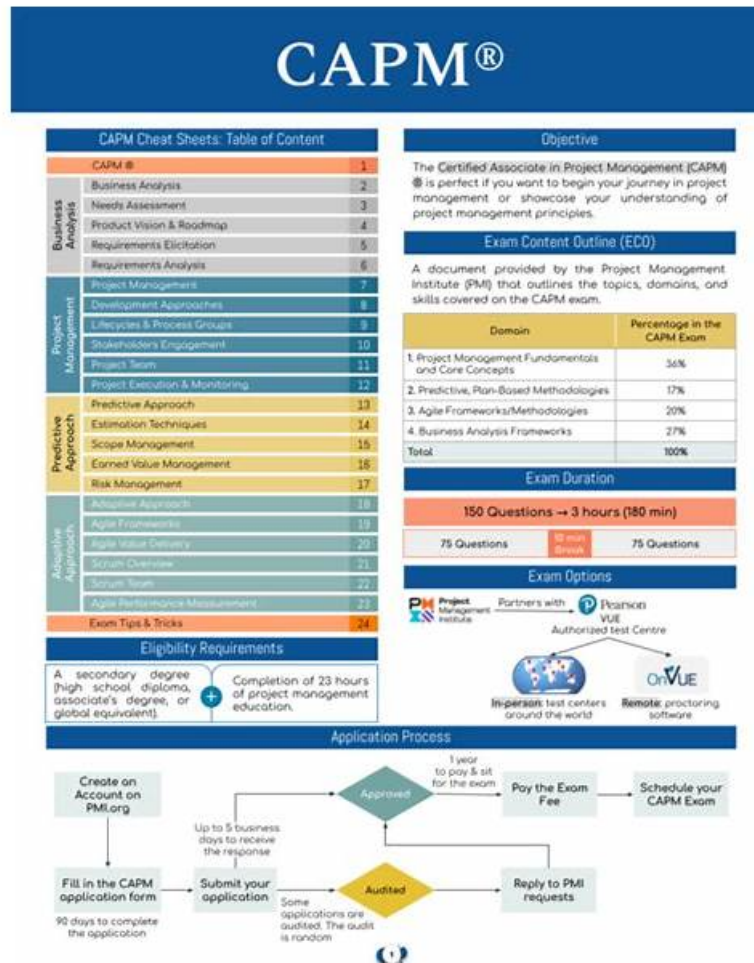 CAPM®
CAPM Cheat Sheets: Table of Content
CAPM ® 1
Business Analysis
Business Analysis 2
Needs Assessment 3
Product Vision & Roadmap 4
Requirements Elicitation 5
Requirements Analysis 6
Project Management
Project Management 7
Development Approaches 8
Lifecycles & Process Groups 9
Stakeholders Engagement 10
Project Team 11
Project Execution & Monitoring 12
Predictive Approach
Predictive Approach 13
Estimation Techniques 14
Scope Management 15
Earned Value Management 16
Risk Management 17
Adaptive Approach
Adaptive Approach 18
Agile Frameworks 19
Agile Value Delivery 20
Scrum Overview 21
Scrum Team 22
Agile Performance Measurement 23
Exam Tips & Tricks 24
Eligibility Requirements
A secondary degree
(high school diploma,
associate's degree, or
global equivalent).
+
Completion of 23 hours
of project management
education.
Objective
The Certified Associate in Project Management (CAPM)
® is perfect if you want to begin your journey in project
management or showcase your understanding of
project management principles.
Exam Content Outline (ECO)
A document provided by the Project Management
Institute (PMI) that outlines the topics, domains, and
skills covered on the CAPM exam.
Domain
Percentage in the
CAPM Exam
1. Project Management Fundamentals
and Core Concepts
36%
2. Predictive, Plan-Based Methodologies 17%
3. Agile Frameworks/Methodologies 20%
4. Business Analysis Frameworks 27%
Total 100%
Exam Duration
150 Questions → 3 hours (180 min)
75 Questions
10 min
Break
75 Questions
Exam Options
Project
Management
Institute
Partners with
Pearson
VUE
Authorized test Centre
OnVUE
In-person: test centers
around the world
Remote: proctoring
software
Application Process
Create an
Account on
PMI.org
Fill in the CAPM
application form
90 days to complete
the application
Submit your
application
Up to 5 business
days to receive
the response
Some
applications are
audited. The audit
is random
Approved
Audited
1 year
to pay & sit
for the exam
Pay the Exam
Fee
Schedule your
CAPM Exam
Reply to PMI
requests
1